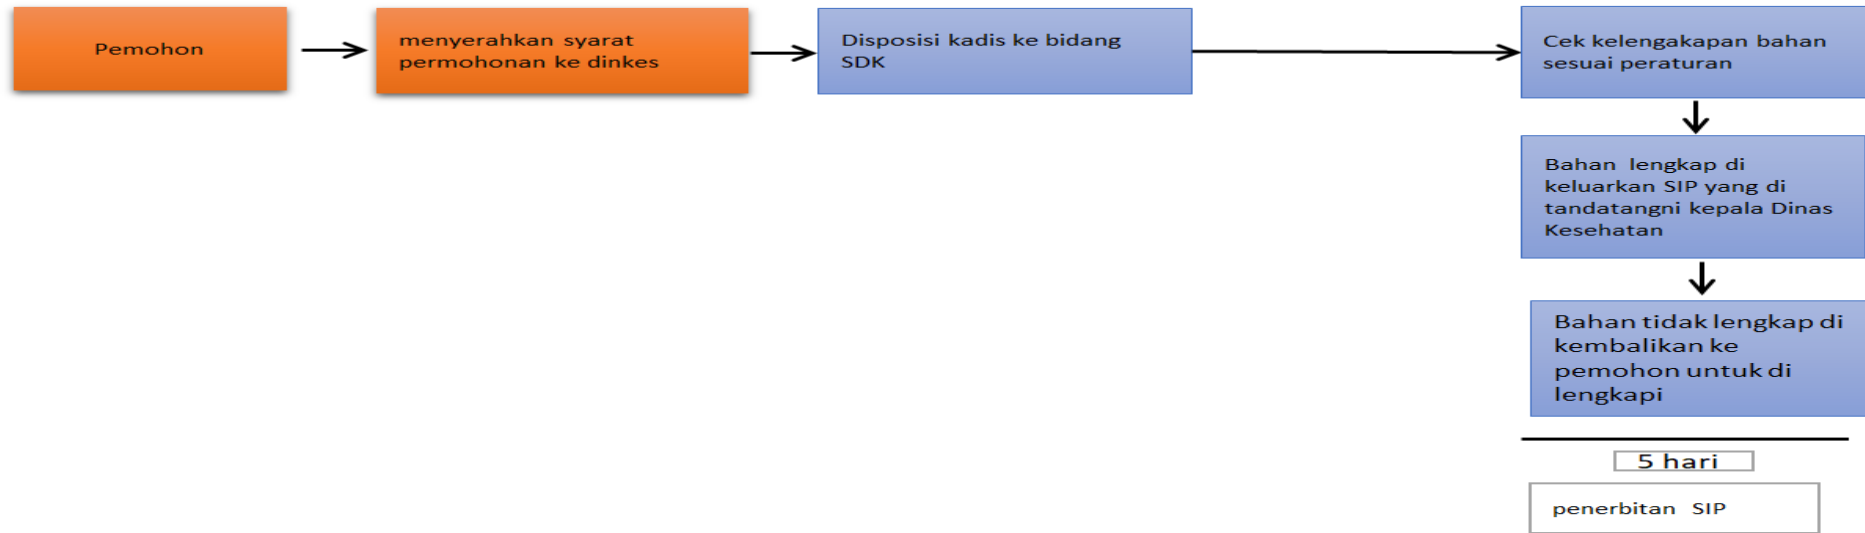 Pemohon
menyerahkan syarat
permohonan ke dinkes
Disposisi kadis ke bidang
SDK
Cek kelengakapan bahan
sesuai peraturan
Bahan lengkap di
keluarkan SIP yang di
tandatangni kepala Dinas
Kesehatan
Bahan tidak lengkap di
kembalikan ke
pemohon untuk di
lengkapi
5 hari
penerbitan SIP